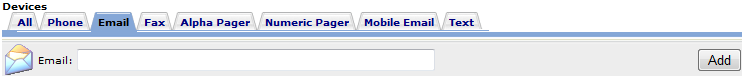 Devices
All Phone Email Fax Alpha Pager Numeric Pager Mobile Email Text
Email: Add